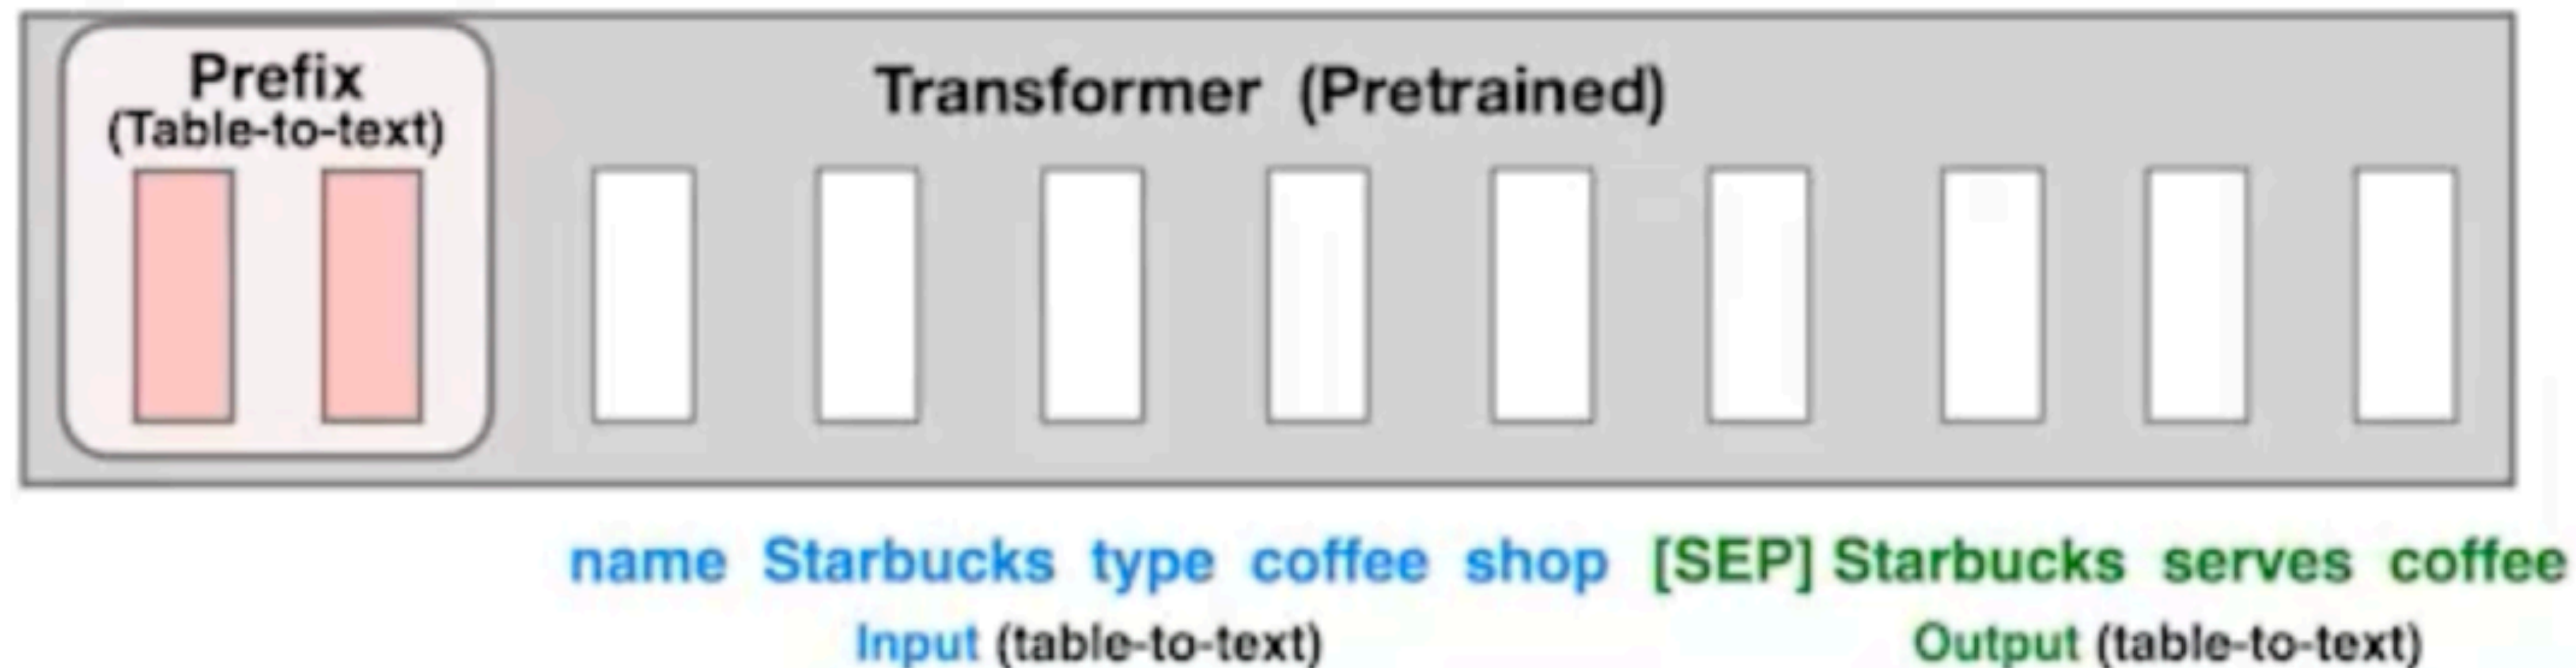 Prefix
(Table-to-text)
Transformer (Pretrained)
name Starbucks type coffee shop [SEP] Starbucks serves coffee
Input (table-to-text) Output (table-to-text)